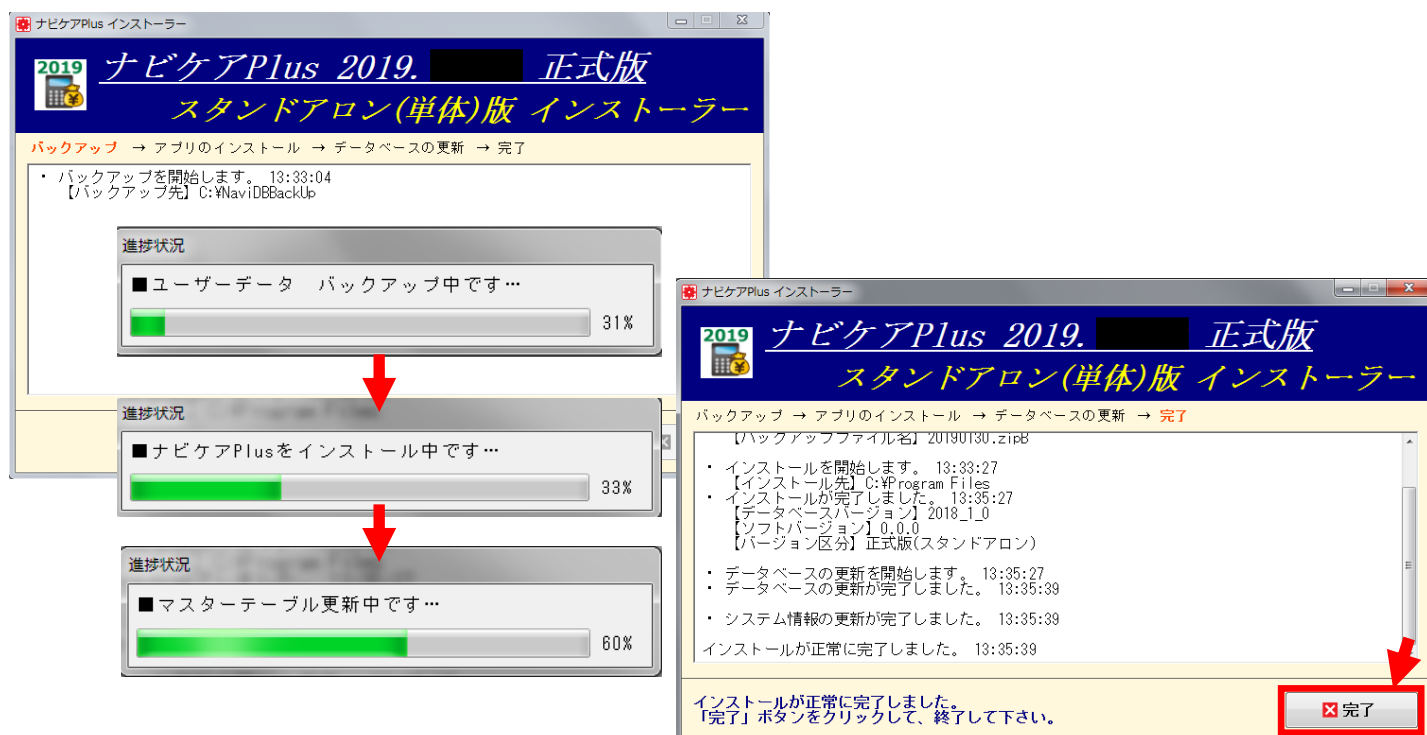 ナビケアPlus インストーラー
2019
ナビケアPlus 2019. 正式版
スタンドアロン(単体)版 インストーラー
バックアップ → アプリのインストール → データベースの更新 → 完了
・ バックアップを開始します。 13:33:04
【バックアップ先】C:¥NaviDBBackUp
進捗状況
■ユーザーデータ バックアップ中です…
31%
進捗状況
■ナビケアPlusをインストール中です…
33%
進捗状況
■マスターテーブル更新中です…
60%
ナビケアPlus インストーラー
2019
ナビケアPlus 2019. 正式版
スタンドアロン(単体)版 インストーラー
バックアップ → アプリのインストール → データベースの更新 → 完了
【バックアップファイル名】20190130.zipB
・ インストールを開始します。 13:33:27
【インストール先】C:¥Program Files
・ インストールが完了しました。 13:35:27
【データベースバージョン】2018_1_0
【ソフトバージョン】0.0.0
【バージョン区分】正式版(スタンドアロン)
・ データベースの更新を開始します。 13:35:27
・ データベースの更新が完了しました。 13:35:39
・ システム情報の更新が完了しました。 13:35:39
インストールが正常に完了しました。 13:35:39
インストールが正常に完了しました。
「完了」ボタンをクリックして、終了して下さい。
完了